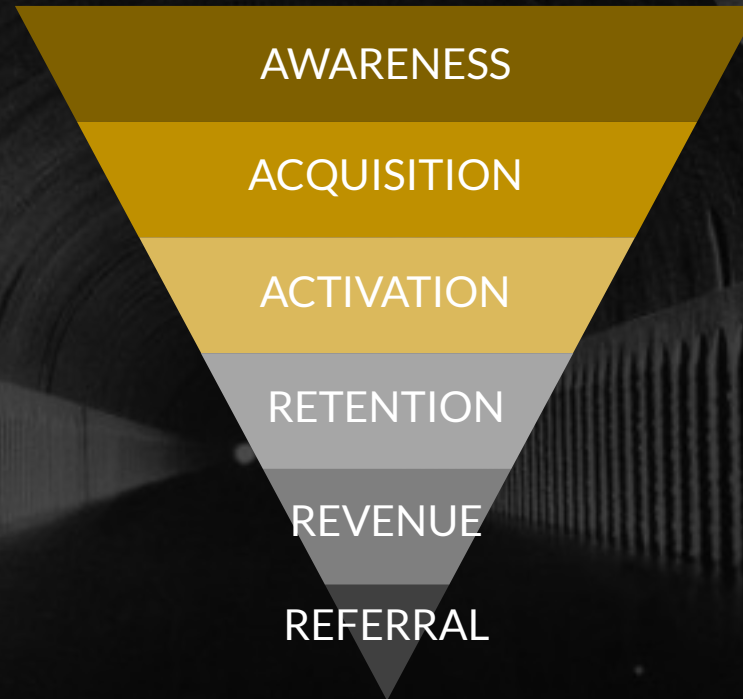 AWARENESS
ACQUISITION
ACTIVATION
RETENTION
REVENUE
REFERRAL